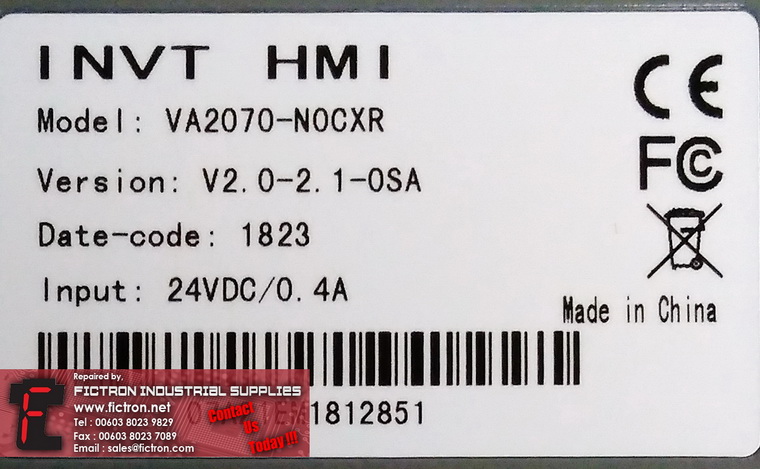 INVT HMI
Model: VA2070-N0CXR
Version: V2.0-2.1-0SA
Date-code: 1823
Input: 24VDC/0.4A
CE
FC
Made in China
1812851
Repaired by,
FICTRON INDUSTRIAL SUPPLIES
www.fictron.net
Tel : 00603 8023 9829
Fax : 00603 8023 7089
Email : sales@fictron.com
Contact
Us
Today !!!